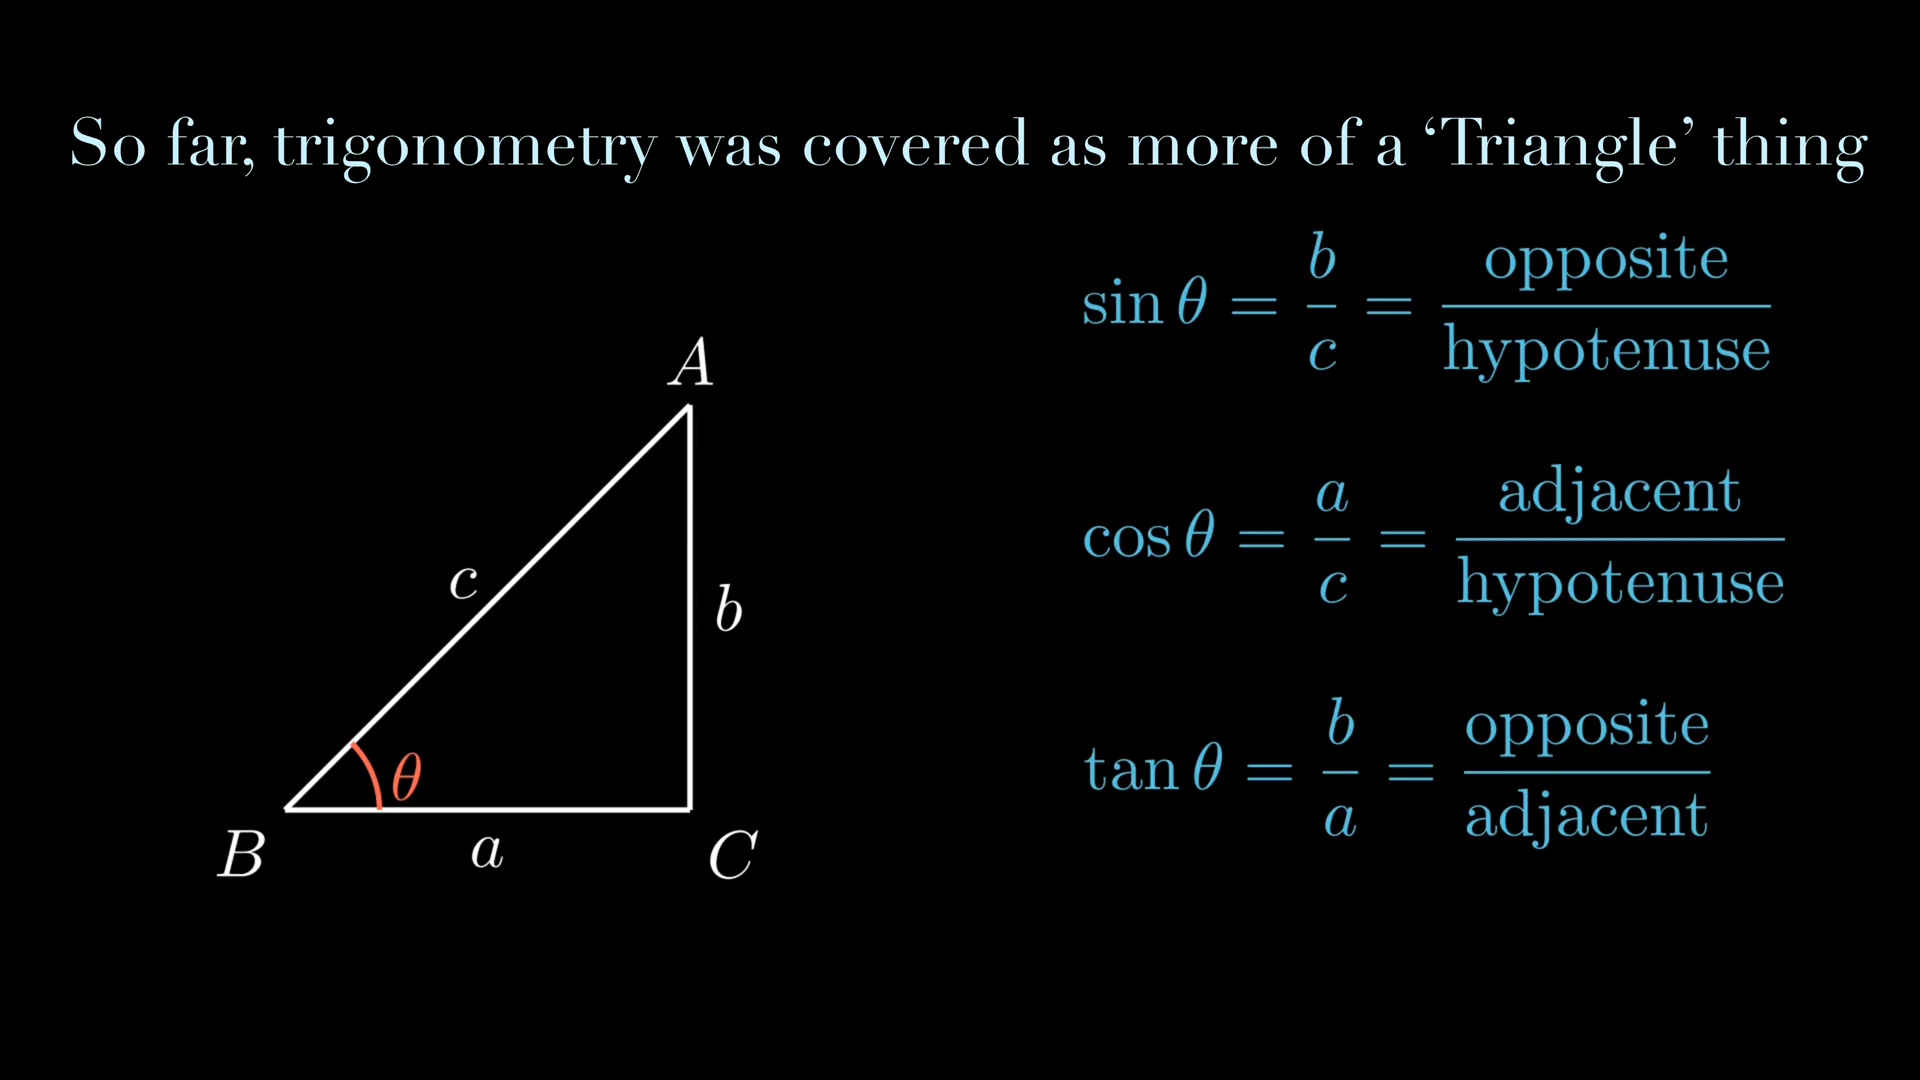 So far, trigonometry was covered as more of a ‘Triangle’ thing
sin θ = b/c = opposite/hypotenuse
A
cos θ = a/c = adjacent/hypotenuse
c
b
tan θ = b/a = opposite/adjacent
θ
B
a
C